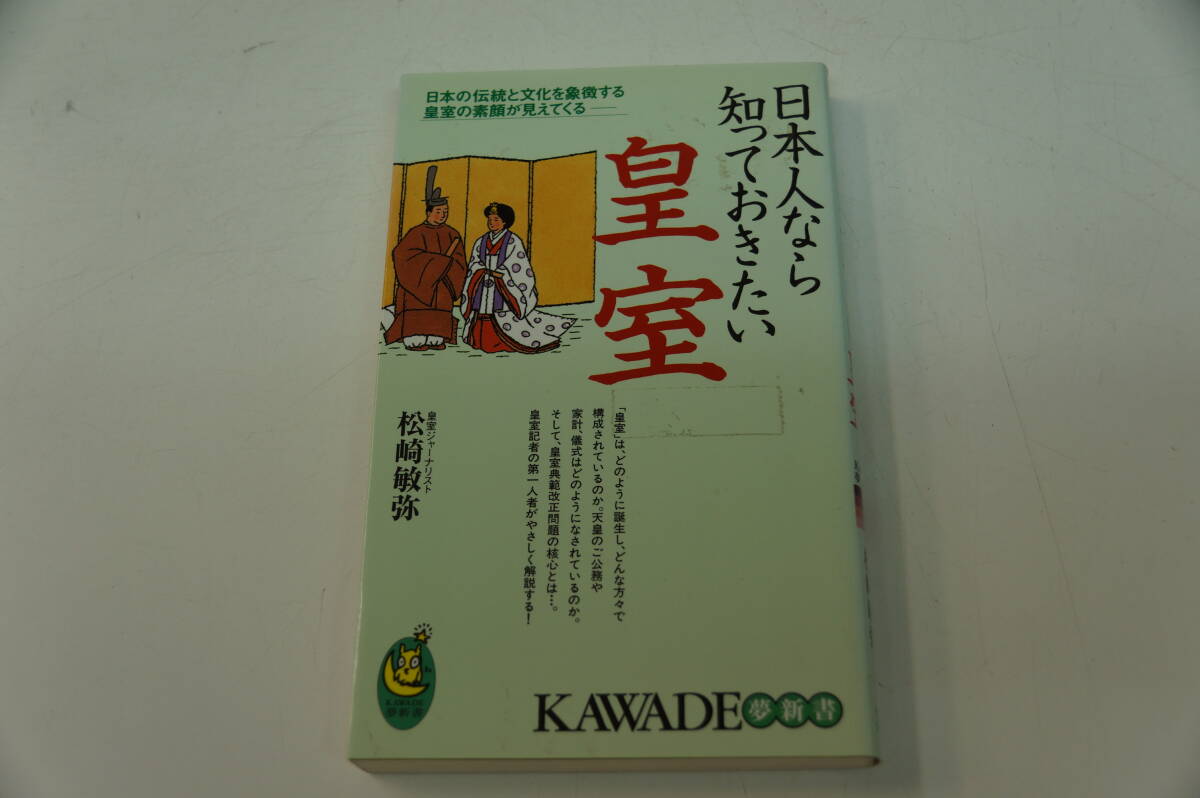 日本の伝統と文化を象徴する
皇室の素顔が見えてくる――
日本人なら
知っておきたい
皇室
「皇室」は、どのように誕生し、どんな方々で
構成されているのか。天皇のご公務や
家計、儀式はどのようになされているのか。
そして、皇室典範改正問題の核心とは…。
皇室記者の第一人者がやさしく解説する！
皇室ジャーナリスト
松崎敏弥
KAWADE
夢新書
KAWADE夢新書